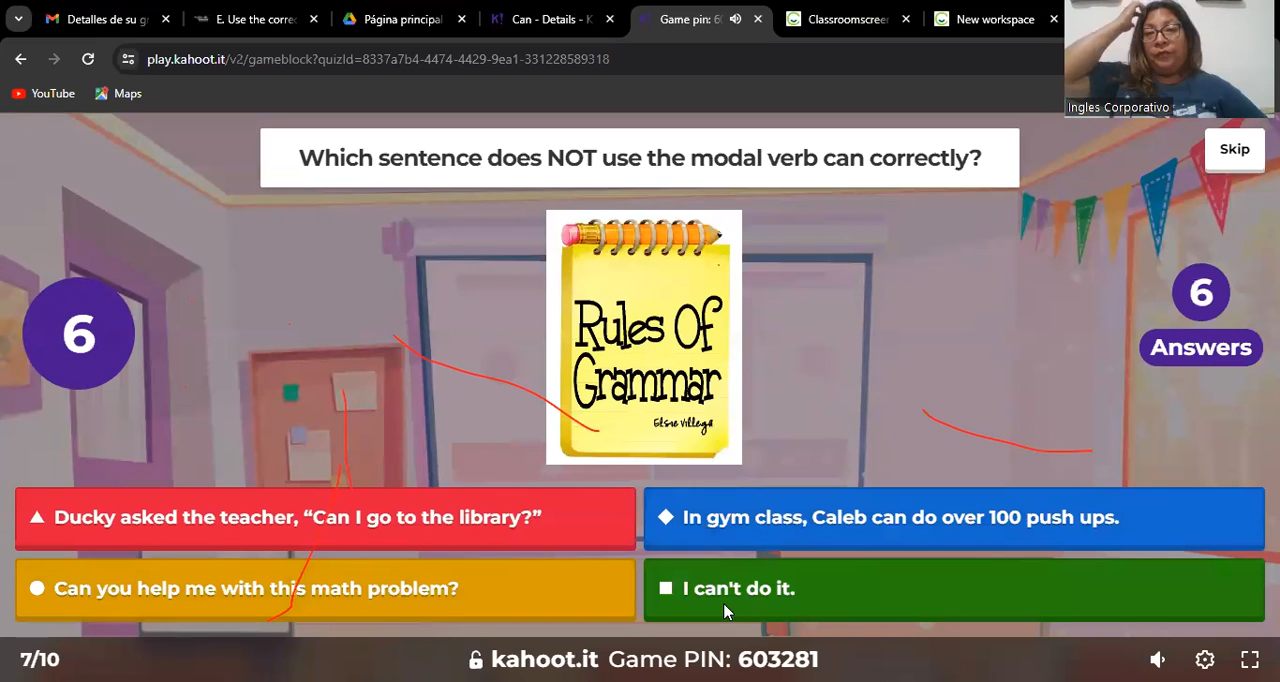 Detalles de su g
E. Use the correc
Página principal
Can - Details - K
Game pin: 6
Classroomscree
New workspace
play.kahoot.it/v2/gameblock?quizId=8337a7b4-4474-4429-9ea1-331228589318
YouTube
Maps
Ingles Corporativo
Which sentence does NOT use the modal verb can correctly?
Skip
Rules Of
Grammar
Elsie Villega
6
6
Answers
Ducky asked the teacher, “Can I go to the library?”
In gym class, Caleb can do over 100 push ups.
Can you help me with this math problem?
I can't do it.
7/10
kahoot.it Game PIN: 603281